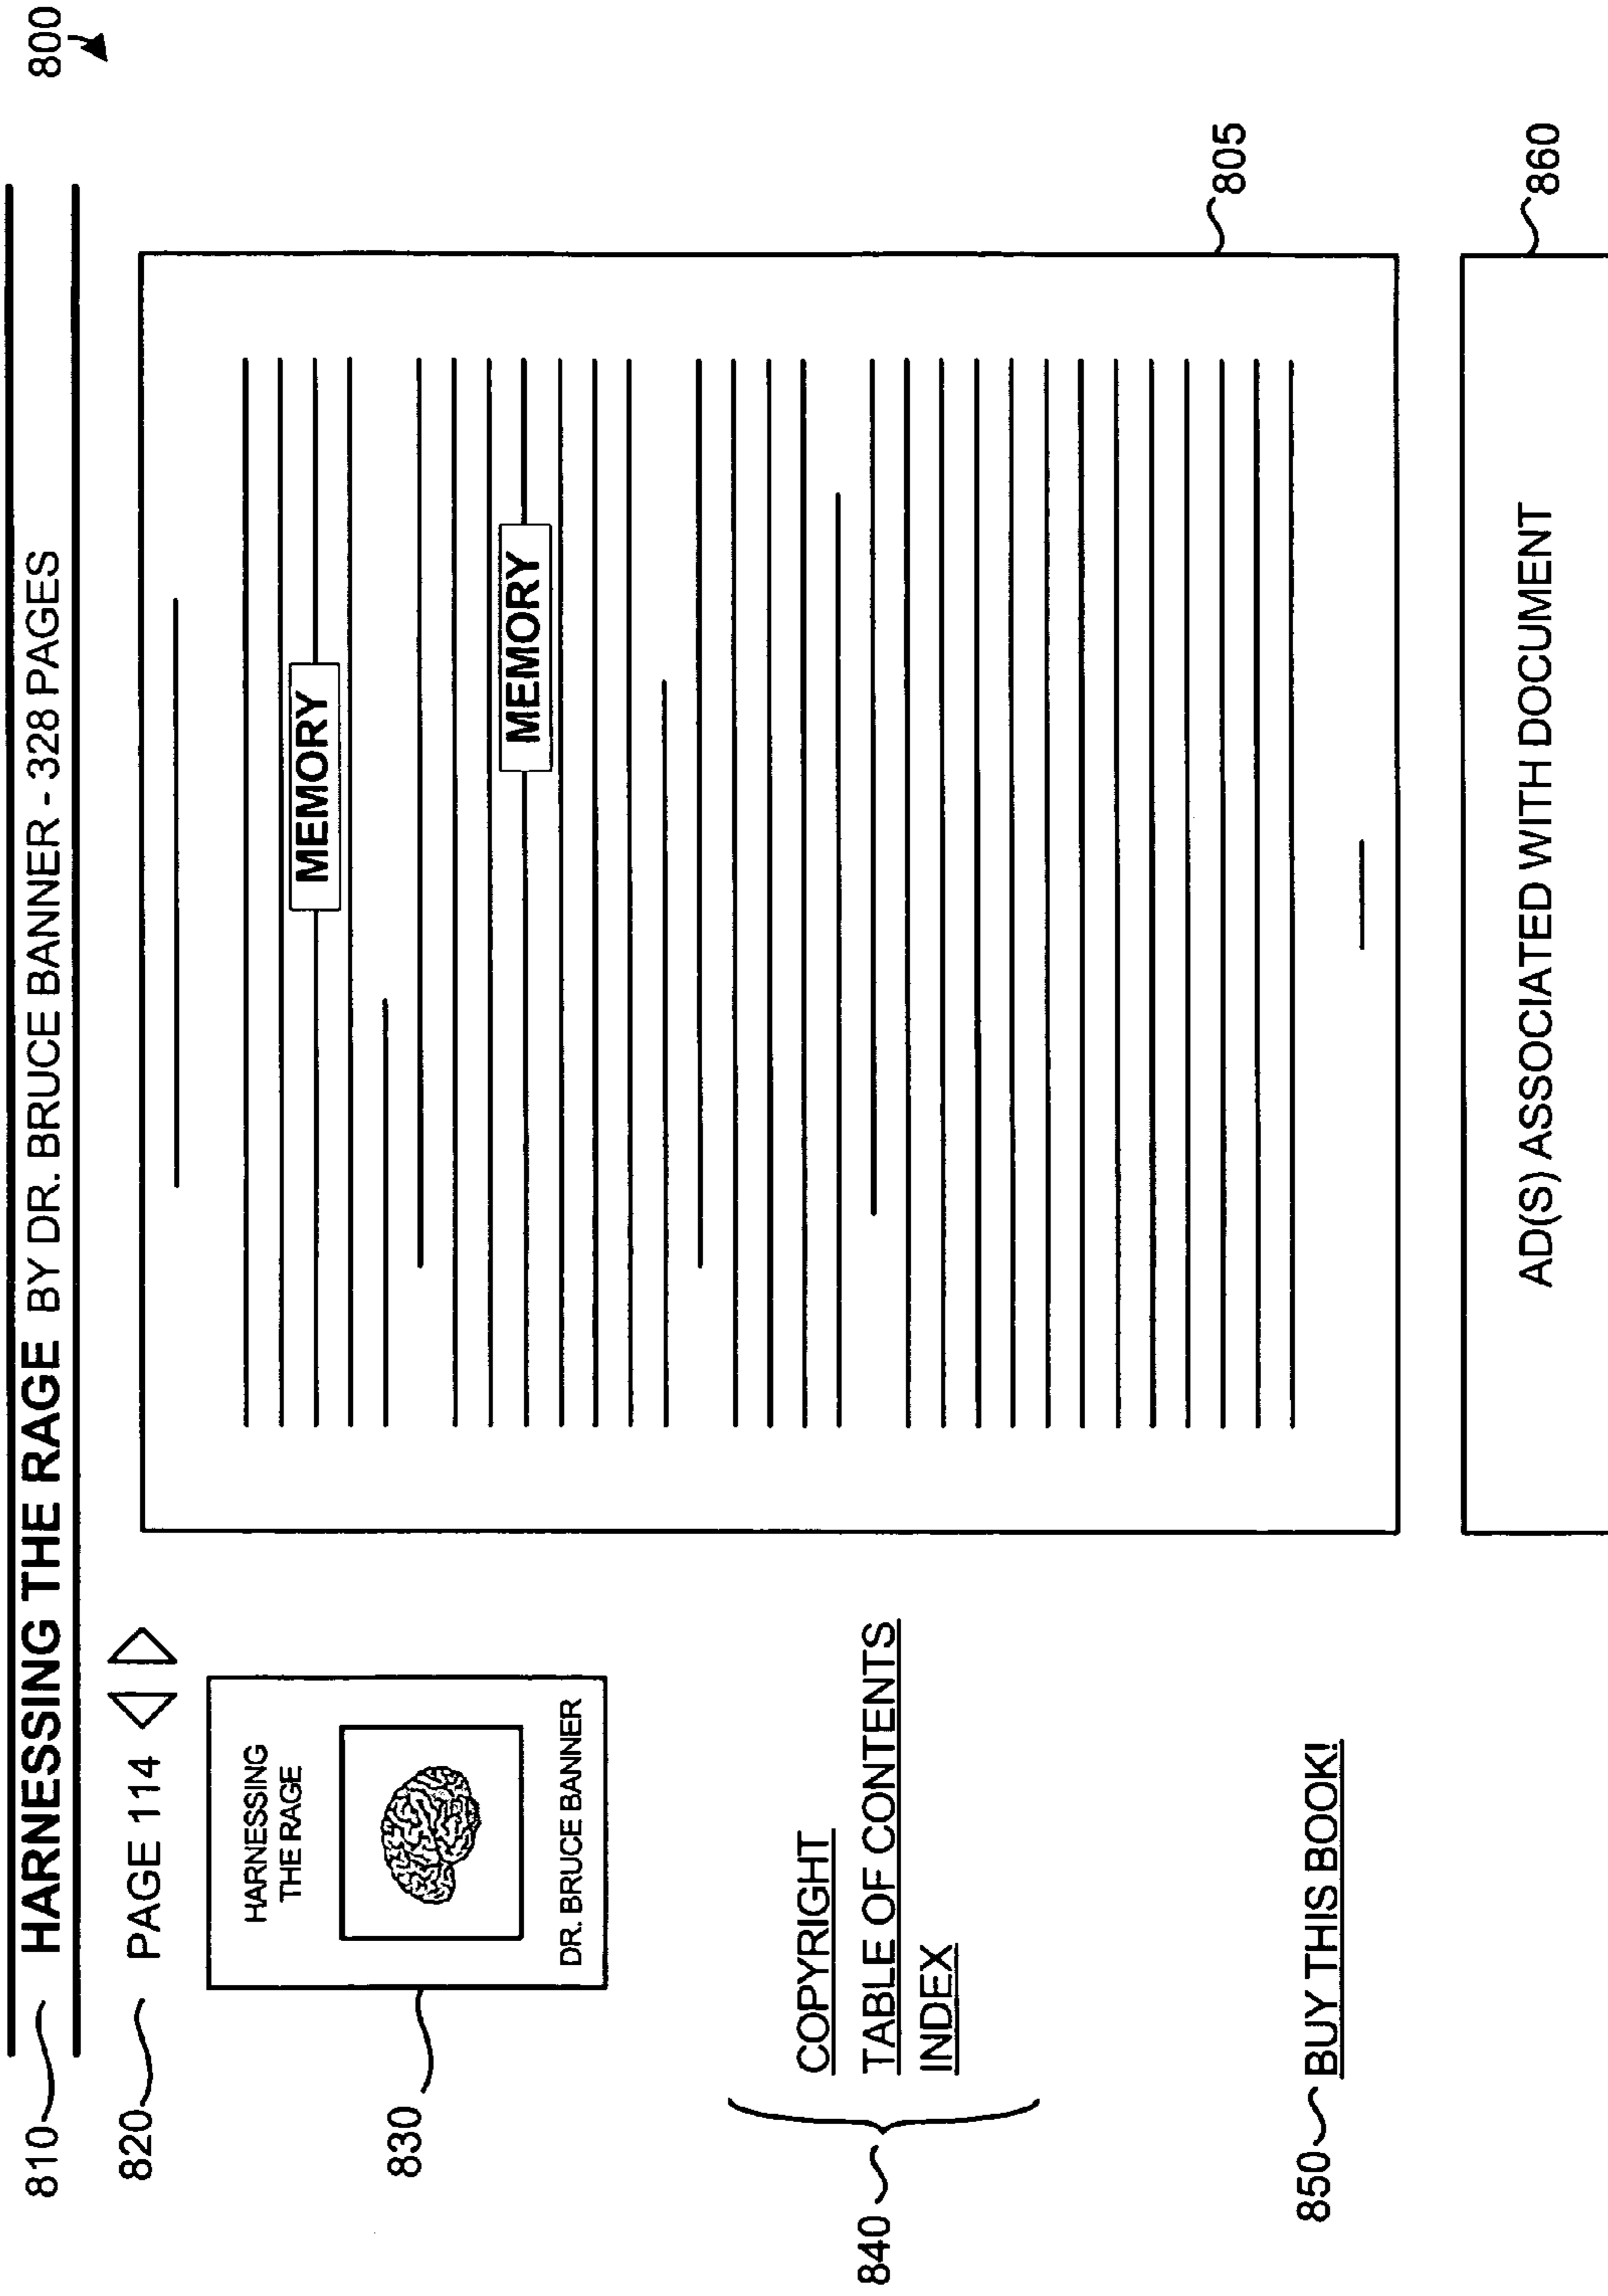 800
810 HARNESSING THE RAGE BY DR. BRUCE BANNER - 328 PAGES
820 PAGE 114
830
HARNESSING
THE RAGE
DR. BRUCE BANNER
840
COPYRIGHT
TABLE OF CONTENTS
INDEX
850 BUY THIS BOOK!
MEMORY
MEMORY
805
AD(S) ASSOCIATED WITH DOCUMENT
860